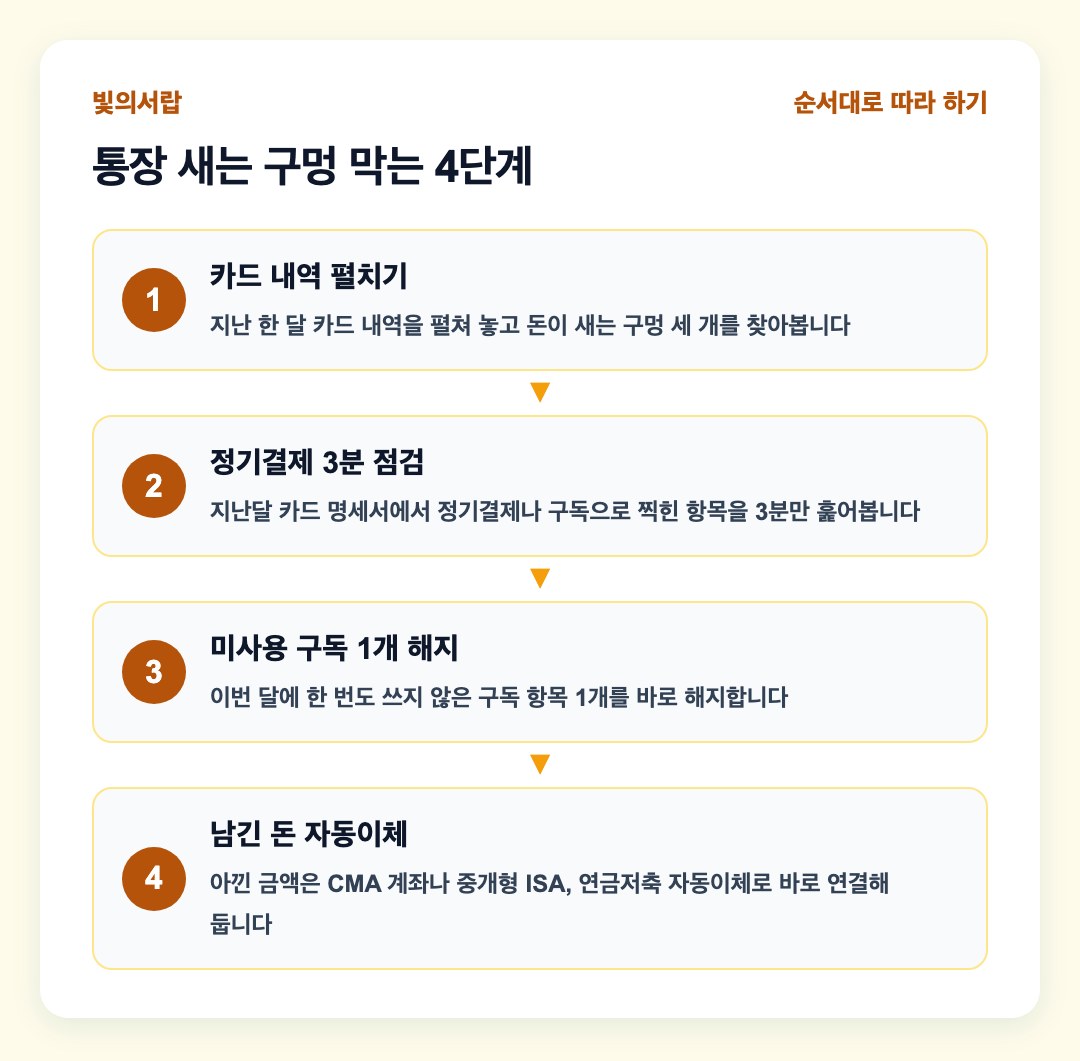 빛의서랍
순서대로 따라 하기
통장 새는 구멍 막는 4단계
1
카드 내역 펼치기
지난 한 달 카드 내역을 펼쳐 놓고 돈이 새는 구멍 세 개를 찾아봅니다
▼
2
정기결제 3분 점검
지난달 카드 명세서에서 정기결제나 구독으로 찍힌 항목을 3분만 훑어봅니다
▼
3
미사용 구독 1개 해지
이번 달에 한 번도 쓰지 않은 구독 항목 1개를 바로 해지합니다
▼
4
남긴 돈 자동이체
아낀 금액은 CMA 계좌나 중개형 ISA, 연금저축 자동이체로 바로 연결해
둡니다